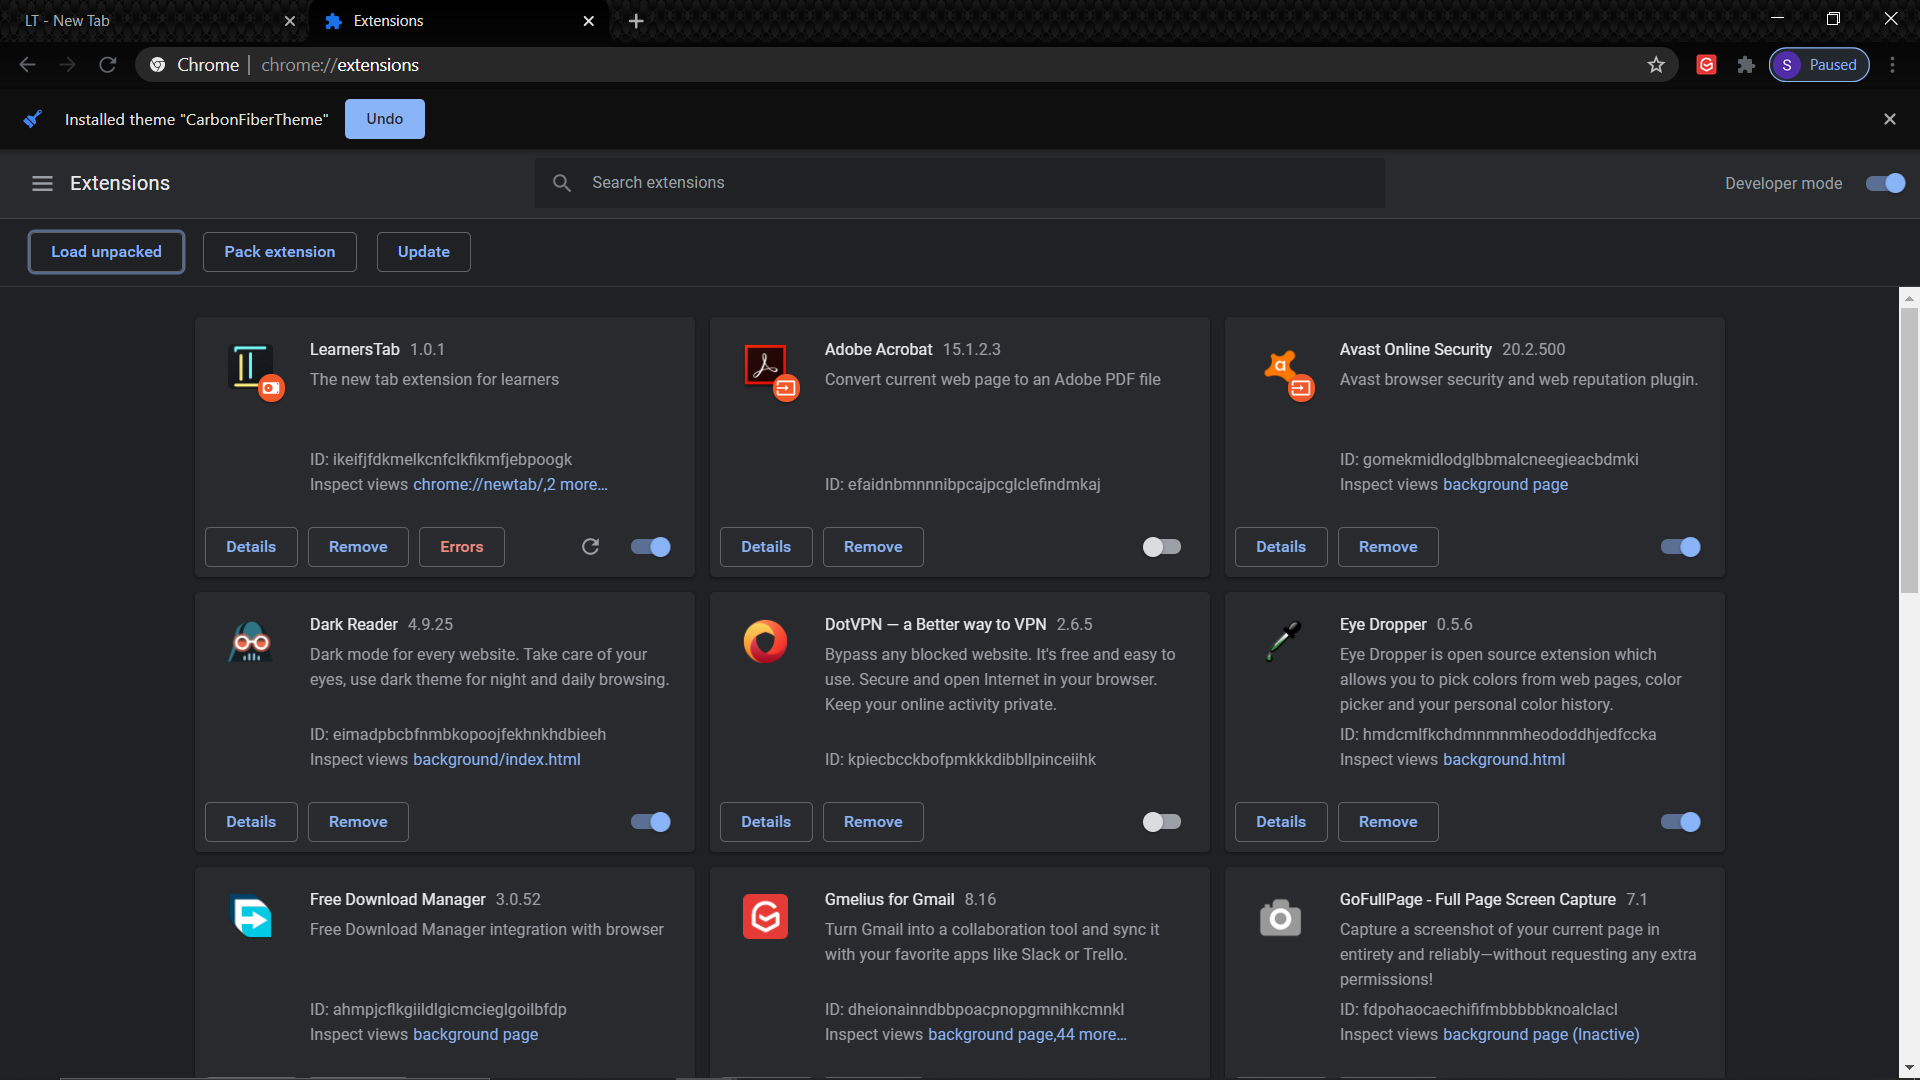 LT - New Tab
Extensions
Chrome
chrome://extensions
S
Paused
Installed theme "CarbonFiberTheme"
Undo
Extensions
Search extensions
Developer mode
Load unpacked
Pack extension
Update
LearnersTab 1.0.1
The new tab extension for learners
ID: ikeifjfdkmelkcnfclkfikmfjebpoogk
Inspect views chrome://newtab/,2 more...
Details
Remove
Errors
Adobe Acrobat 15.1.2.3
Convert current web page to an Adobe PDF file
ID: efaidnbmnnnibpcajpcglclefindmkaj
Details
Remove
a
Avast Online Security 20.2.500
Avast browser security and web reputation plugin.
ID: gomekmidlodglbbmalcneegieacbdmki
Inspect views background page
Details
Remove
Dark Reader 4.9.25
Dark mode for every website. Take care of your
eyes, use dark theme for night and daily browsing.
ID: eimadpbcbfnmbkopoojfekhnkhdbieeh
Inspect views background/index.html
Details
Remove
DotVPN — a Better way to VPN 2.6.5
Bypass any blocked website. It's free and easy to
use. Secure and open Internet in your browser.
Keep your online activity private.
ID: kpiecbcckbofpmkkkdibbllpinceiihk
Details
Remove
Eye Dropper 0.5.6
Eye Dropper is open source extension which
allows you to pick colors from web pages, color
picker and your personal color history.
ID: hmdcmlfkchdmnmnmheododdhjedfccka
Inspect views background.html
Details
Remove
Free Download Manager 3.0.52
Free Download Manager integration with browser
ID: ahmpjcflkgiildlgicmcieglgoilbfdp
Inspect views background page
Gmelius for Gmail 8.16
Turn Gmail into a collaboration tool and sync it
with your favorite apps like Slack or Trello.
ID: dheionainndbbpoacpnopgmnihkcmnkl
Inspect views background page,44 more...
GoFullPage - Full Page Screen Capture 7.1
Capture a screenshot of your current page in
entirety and reliably—without requesting any extra
permissions!
ID: fdpohaocaechififmbbbbbknoalclacl
Inspect views background page (Inactive)